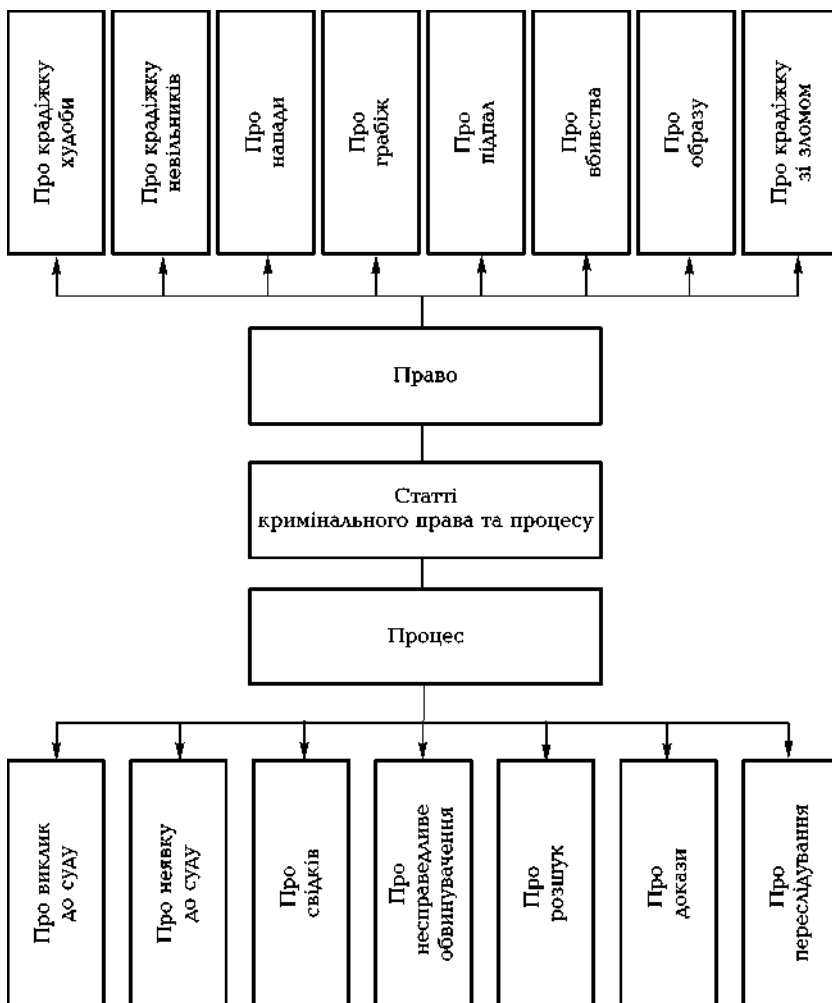 Про крадіжку
худоби
Про крадіжку
невільників
Про
напади
Про
грабіж
Про
підпал
Про
вбивства
Про
образу
Про крадіжку
зі зломом
Право
Статті
кримінального права та процесу
Процес
Про виклик
до суду
Про неявку
до суду
Про
свідків
Про
несправедливе
обвинувачення
Про
розшук
Про
докази
Про
переслідування